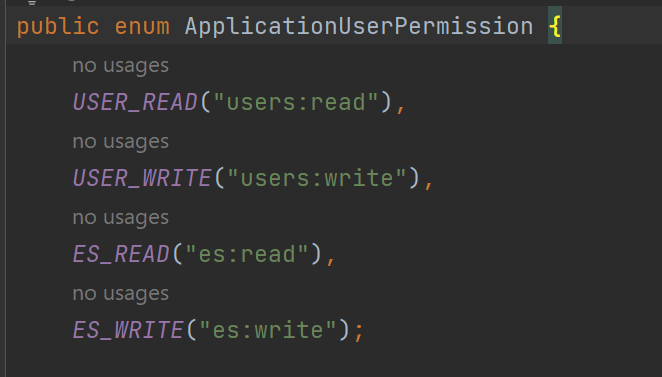 public enum ApplicationUserPermission {
no usages
USER_READ("users:read"),
no usages
USER_WRITE("users:write"),
no usages
ES_READ("es:read"),
no usages
ES_WRITE("es:write");